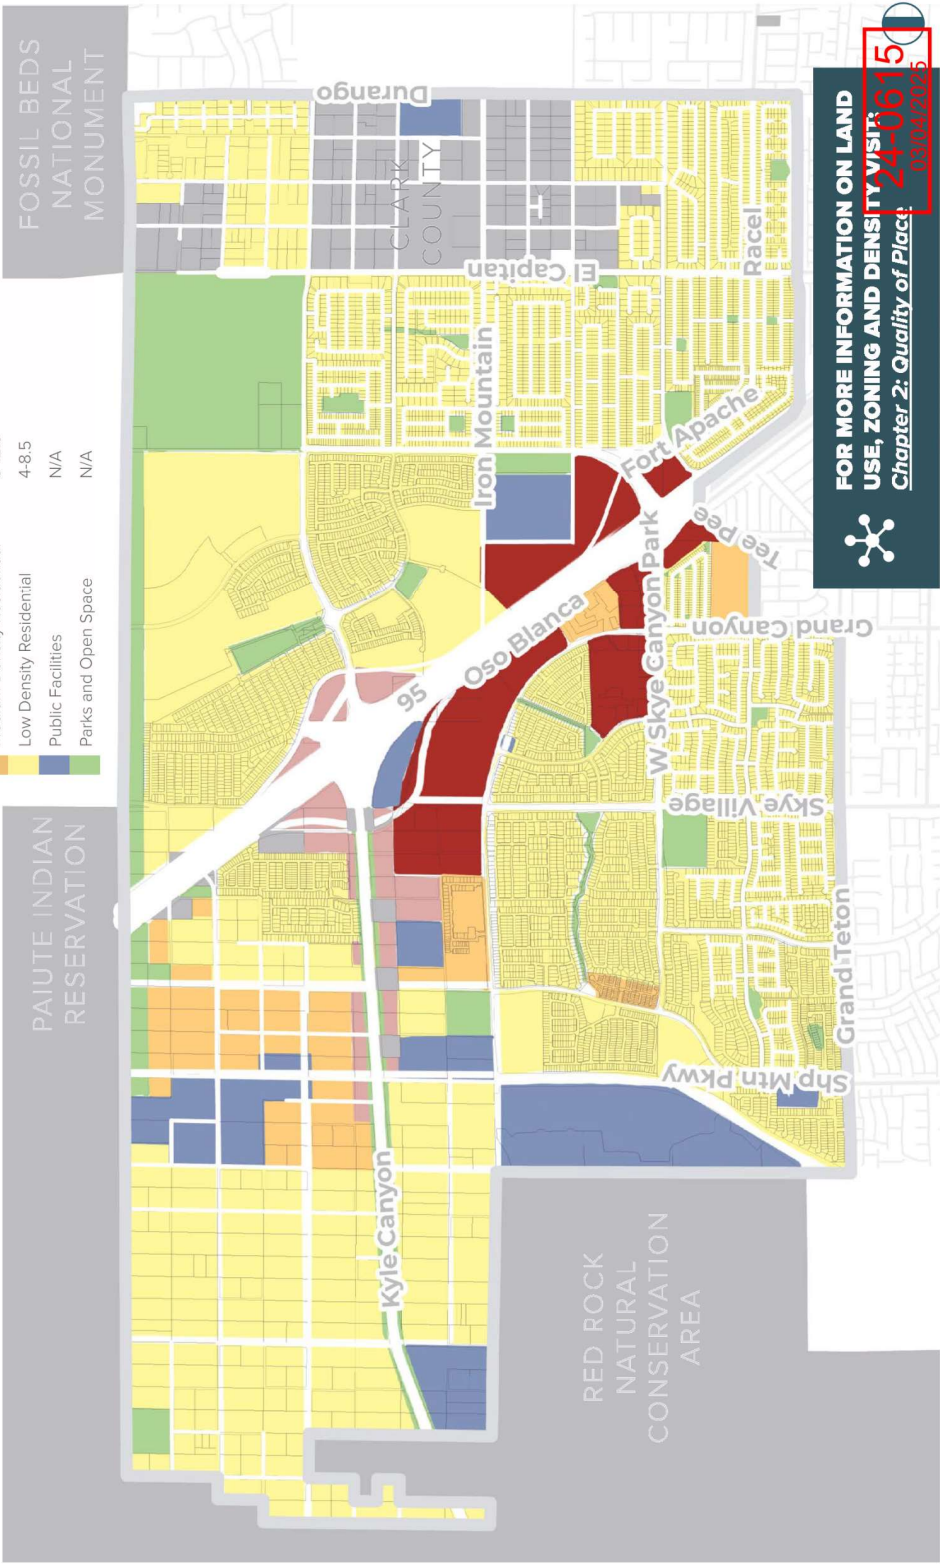 FOSSIL BEDS
NATIONAL
MONUMENT
Low Density Residential 4-8.5
Public Facilities N/A
Parks and Open Space N/A
PAIUTE INDIAN
RESERVATION
Durango
CLARK
COUNTY
El Capitan
Racel
Iron Mountain
Fort Apache
Tee Pee
Grand Canyon
W Skye Canyon Park
Oso Blanca
95
Skye Village
Grand Teton
Shp Mtn Pkwy
Kyle Canyon
RED ROCK
NATURAL
CONSERVATION
AREA
FOR MORE INFORMATION ON LAND
USE, ZONING AND DENSITY VISIT:
Chapter 2: Quality of Place
24-0615
03/04/2025